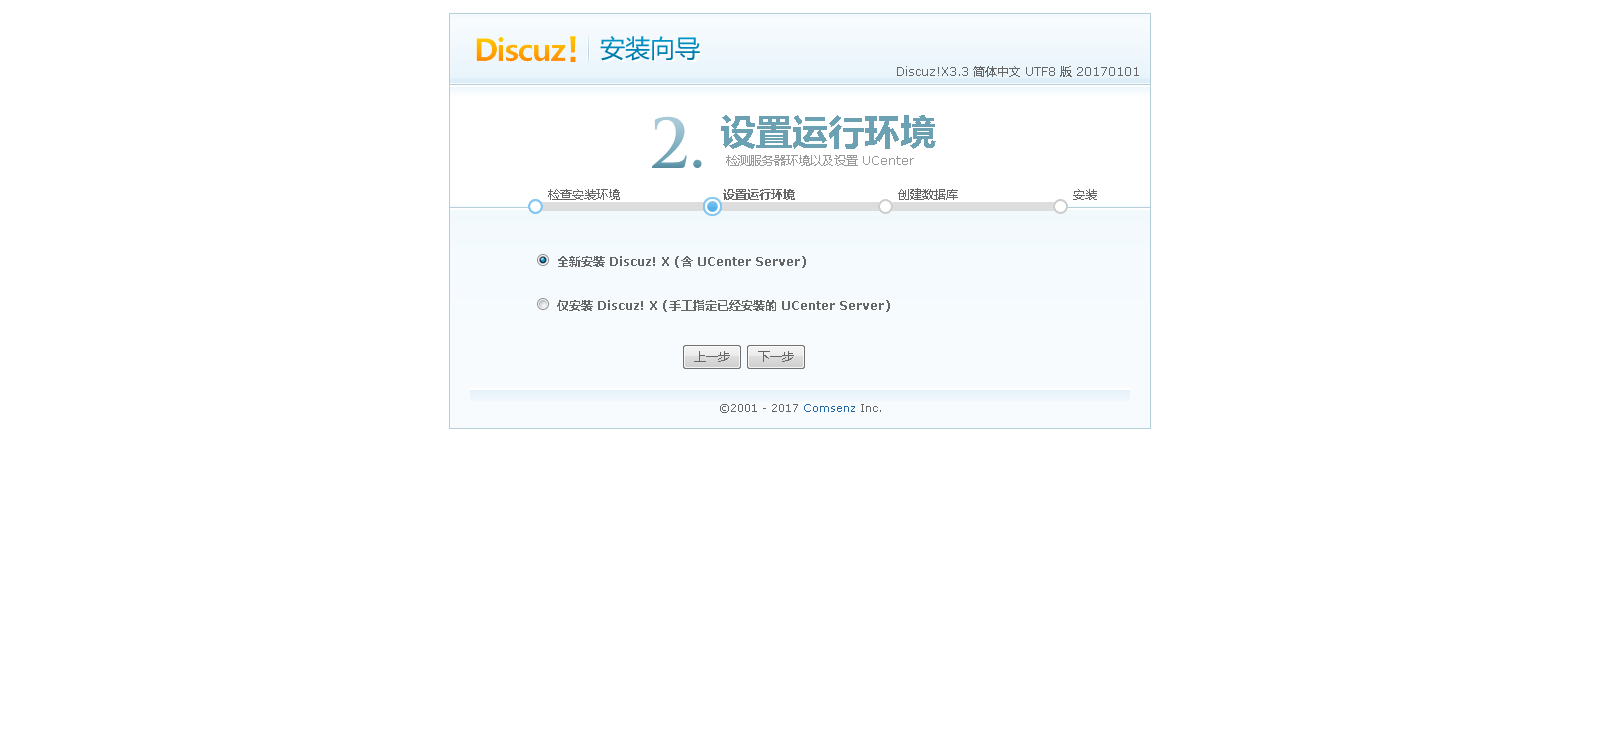 Discuz! 安装向导
Discuz!X3.3 简体中文 UTF8 版 20170101
2. 设置运行环境
检测服务器环境以及设置 UCenter
检查安装环境 设置运行环境 创建数据库 安装
全新安装 Discuz! X (含 UCenter Server)
仅安装 Discuz! X (手工指定已经安装的 UCenter Server)
上一步 下一步
©2001 - 2017 Comsenz Inc.